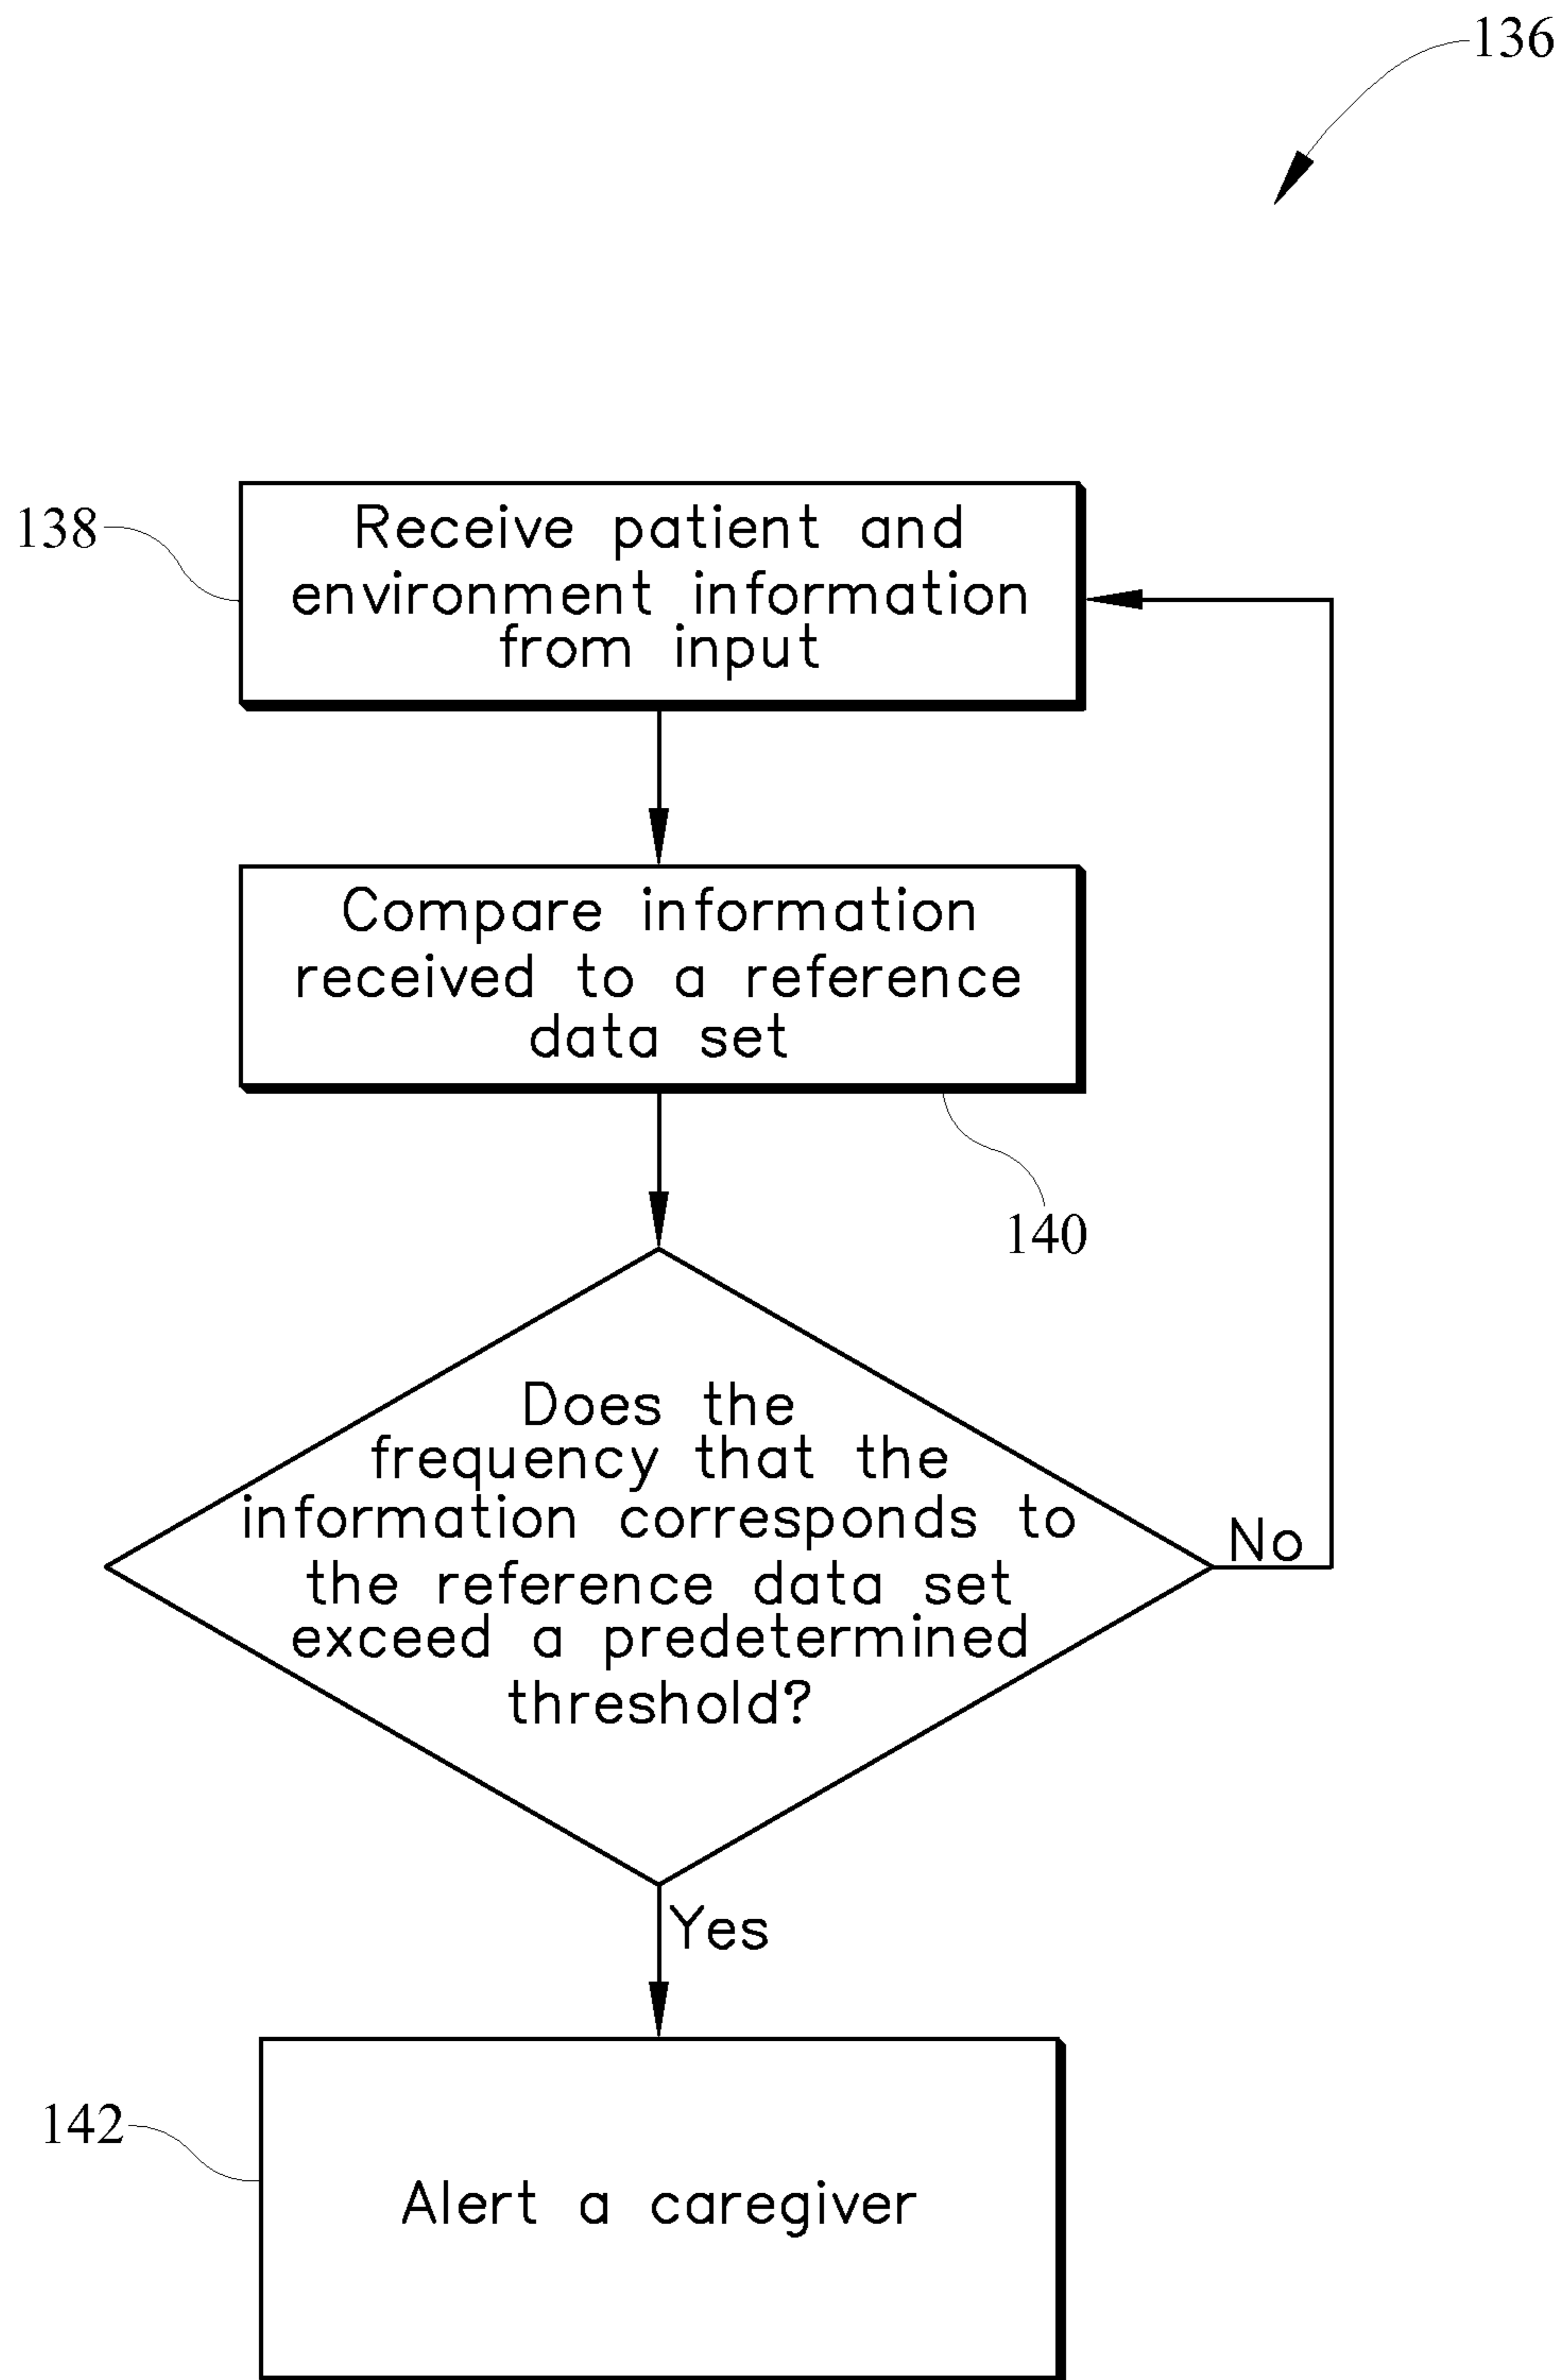 136
138
Receive patient and
environment information
from input
Compare information
received to a reference
data set
140
Does the
frequency that the
information corresponds to
the reference data set
exceed a predetermined
threshold?
No
Yes
142
Alert a caregiver